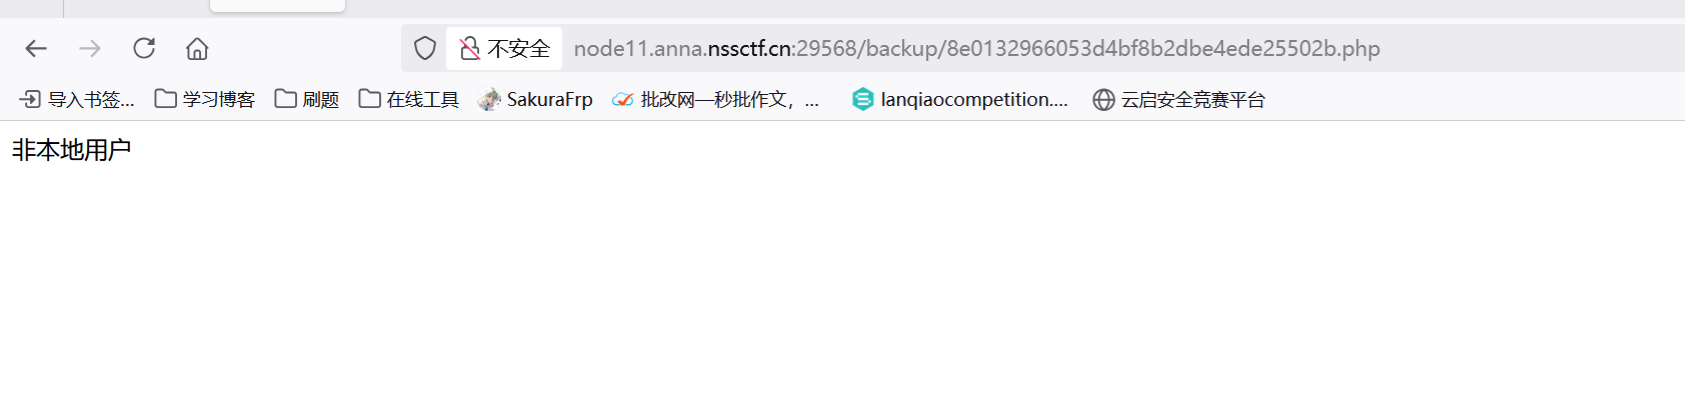 不安全 node11.anna.nssctf.cn:29568/backup/8e0132966053d4bf8b2dbe4ede25502b.php
导入书签... 学习博客 刷题 在线工具 SakuraFrp 批改网—秒批作文，... lanqiaocompetition.... 云启安全竞赛平台
非本地用户